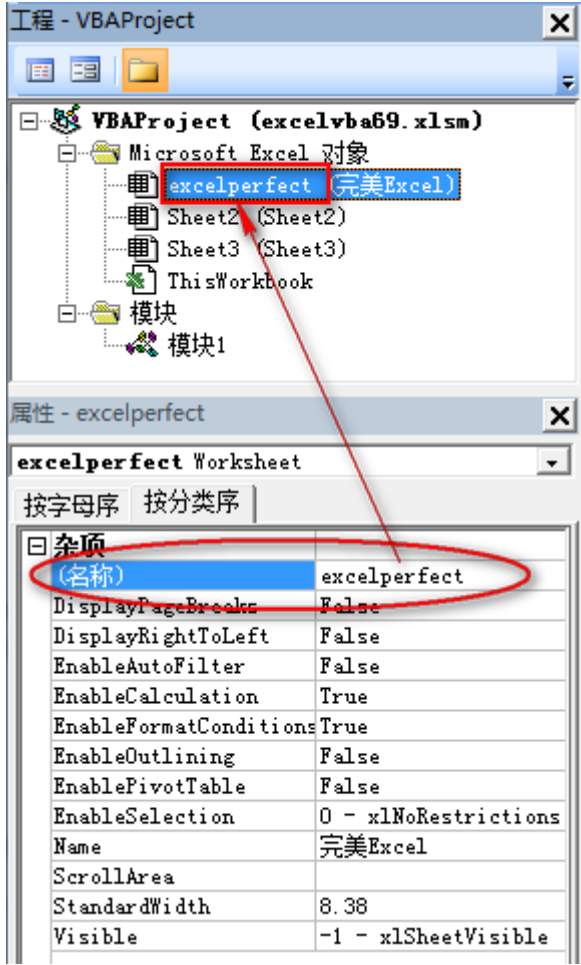 工程 - VBAProject
VBAProject (excelvba69.xlsm)
Microsoft Excel 对象
excelperfect (完美Excel)
Sheet2 (Sheet2)
Sheet3 (Sheet3)
ThisWorkbook
模块
模块1
属性 - excelperfect
excelperfect Worksheet
按字母序 按分类序
杂项
(名称) excelperfect
DisplayPageBreaks False
DisplayRightToLeft False
EnableAutoFilter False
EnableCalculation True
EnableFormatConditions True
EnableOutlining False
EnablePivotTable False
EnableSelection 0 - xlNoRestrictions
Name 完美Excel
ScrollArea
StandardWidth 8.38
Visible -1 - xlSheetVisible